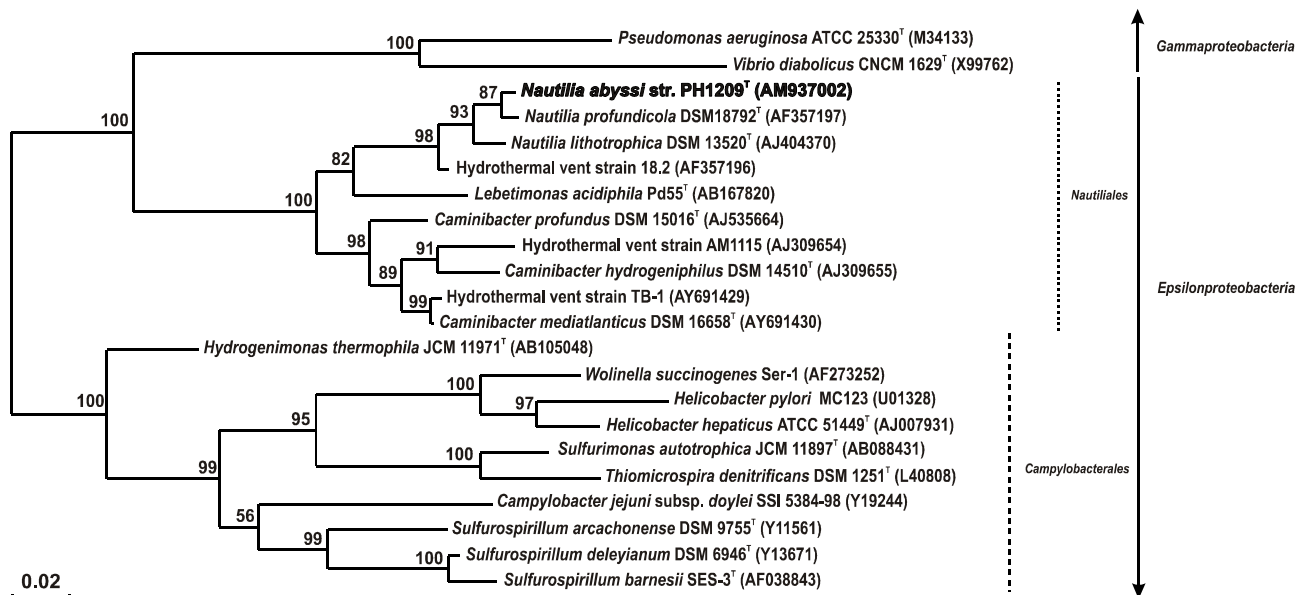 100
Pseudomonas aeruginosa ATCC 25330T (M34133)
Vibrio diabolicus CNCM 1629T (X99762)
Gammaproteobacteria
87
Nautilia abyssi str. PH1209T (AM937002)
93
Nautilia profundicola DSM18792T (AF357197)
100
98
Nautilia lithotrophica DSM 13520T (AJ404370)
82
Hydrothermal vent strain 18.2 (AF357196)
100
Lebetimonas acidiphila Pd55T (AB167820)
Nautiliales
Caminibacter profundus DSM 15016T (AJ535664)
98
91
Hydrothermal vent strain AM1115 (AJ309654)
89
Caminibacter hydrogeniphilus DSM 14510T (AJ309655)
Epsilonproteobacteria
99
Hydrothermal vent strain TB-1 (AY691429)
Caminibacter mediatlanticus DSM 16658T (AY691430)
Hydrogenimonas thermophila JCM 11971T (AB105048)
100
100
Wolinella succinogenes Ser-1 (AF273252)
97
Helicobacter pylori MC123 (U01328)
95
Helicobacter hepaticus ATCC 51449T (AJ007931)
100
Sulfurimonas autotrophica JCM 11897T (AB088431)
99
Thiomicrospira denitrificans DSM 1251T (L40808)
Campylobacterales
56
Campylobacter jejuni subsp. doylei SSI 5384-98 (Y19244)
99
Sulfurospirillum arcachonense DSM 9755T (Y11561)
100
Sulfurospirillum deleyianum DSM 6946T (Y13671)
Sulfurospirillum barnesii SES-3T (AF038843)
0.02